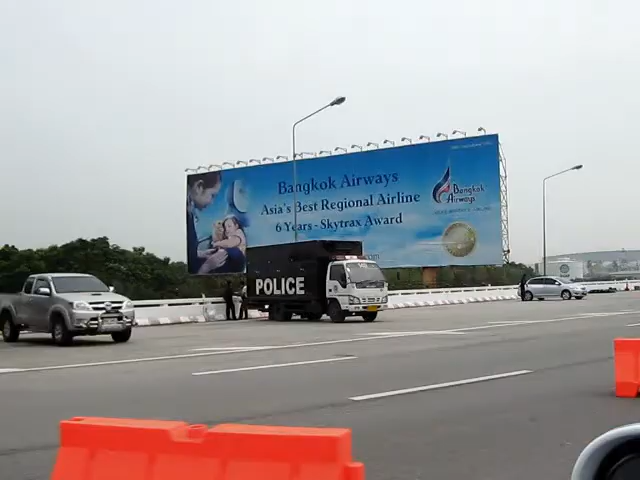 Bangkok Airways
Asia's Best Regional Airline
6 Years - Skytrax Award
Bangkok
Airways
POLICE